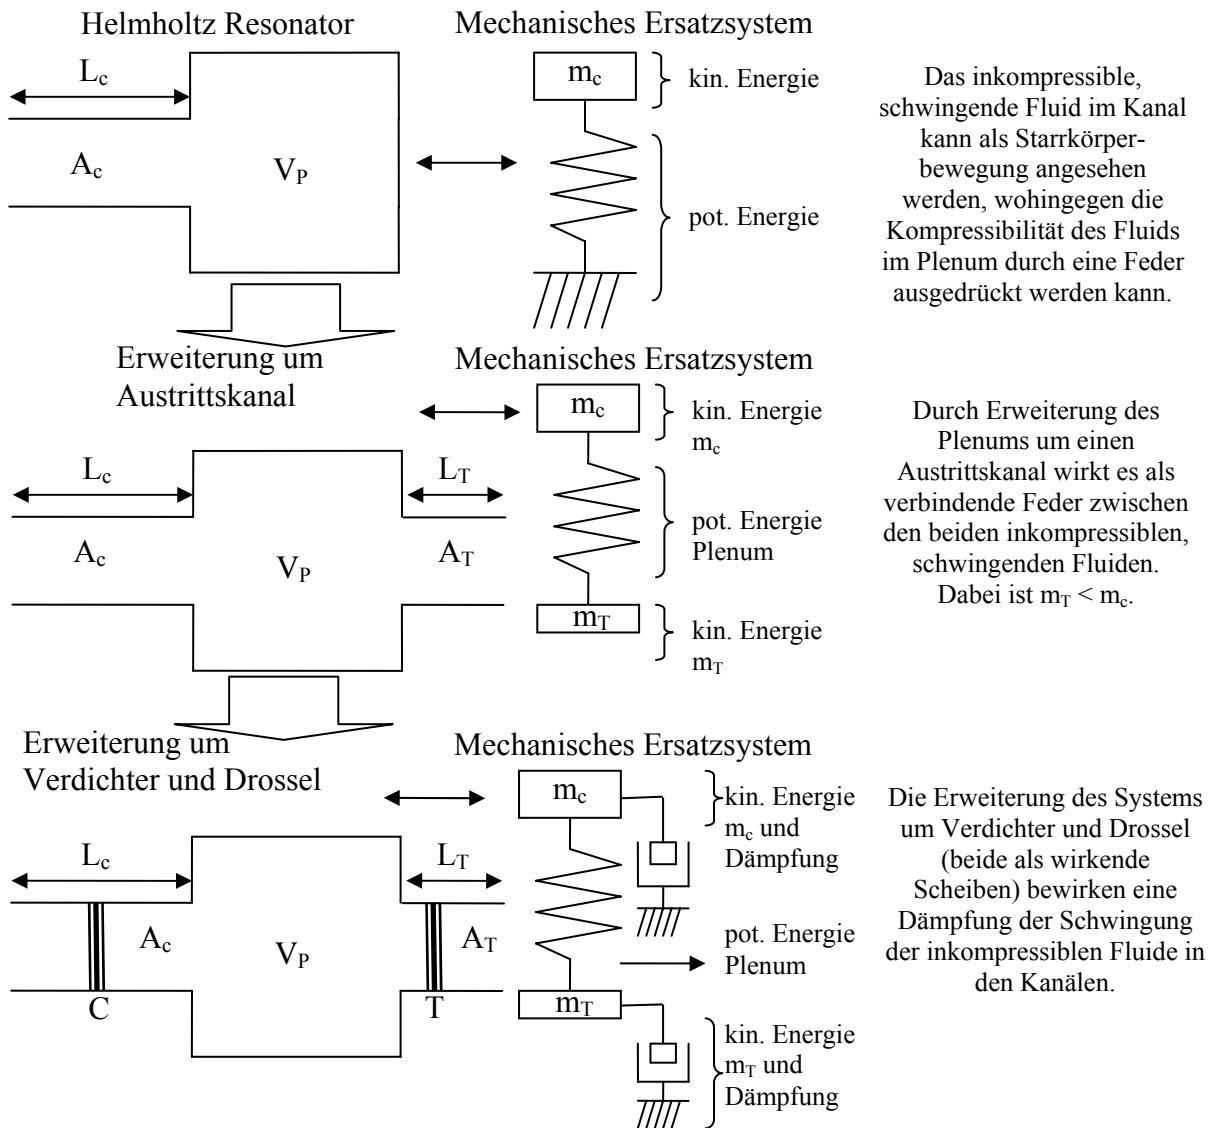 Helmholtz Resonator
Mechanisches Ersatzsystem
L_c
A_c
V_P
m_c
kin. Energie
pot. Energie
Das inkompressible,
schwingende Fluid im Kanal
kann als Starrkörper-
bewegung angesehen
werden, wohingegen die
Kompressibilität des Fluids
im Plenum durch eine Feder
ausgedrückt werden kann.
Erweiterung um
Austrittskanal
Mechanisches Ersatzsystem
L_c
L_T
A_c
V_P
A_T
m_c
kin. Energie
m_c
pot. Energie
Plenum
m_T
kin. Energie
m_T
Durch Erweiterung des
Plenums um einen
Austrittskanal wirkt es als
verbindende Feder zwischen
den beiden inkompressiblen,
schwingenden Fluiden.
Dabei ist m_T < m_c.
Erweiterung um
Verdichter und Drossel
Mechanisches Ersatzsystem
L_c
L_T
A_c
V_P
A_T
C
T
m_c
kin. Energie
m_c und
Dämpfung
pot. Energie
Plenum
m_T
kin. Energie
m_T und
Dämpfung
Die Erweiterung des Systems
um Verdichter und Drossel
(beide als wirkende
Scheiben) bewirken eine
Dämpfung der Schwingung
der inkompressiblen Fluide in
den Kanälen.